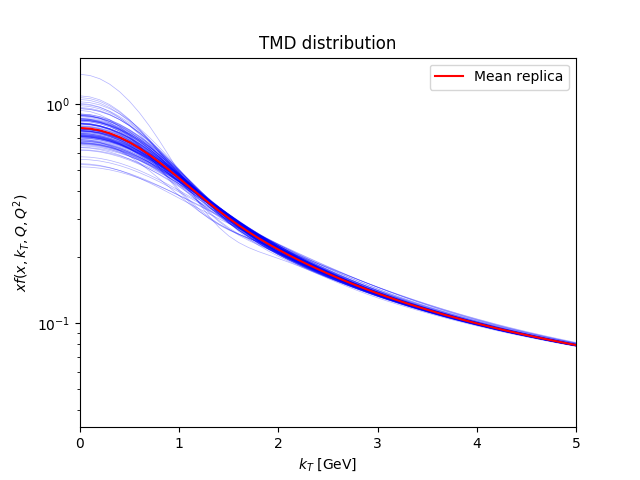 TMD distribution
Mean replica
10⁰
10⁻¹
xf(x, k_T, Q, Q²)
0 1 2 3 4 5
k_T [GeV]